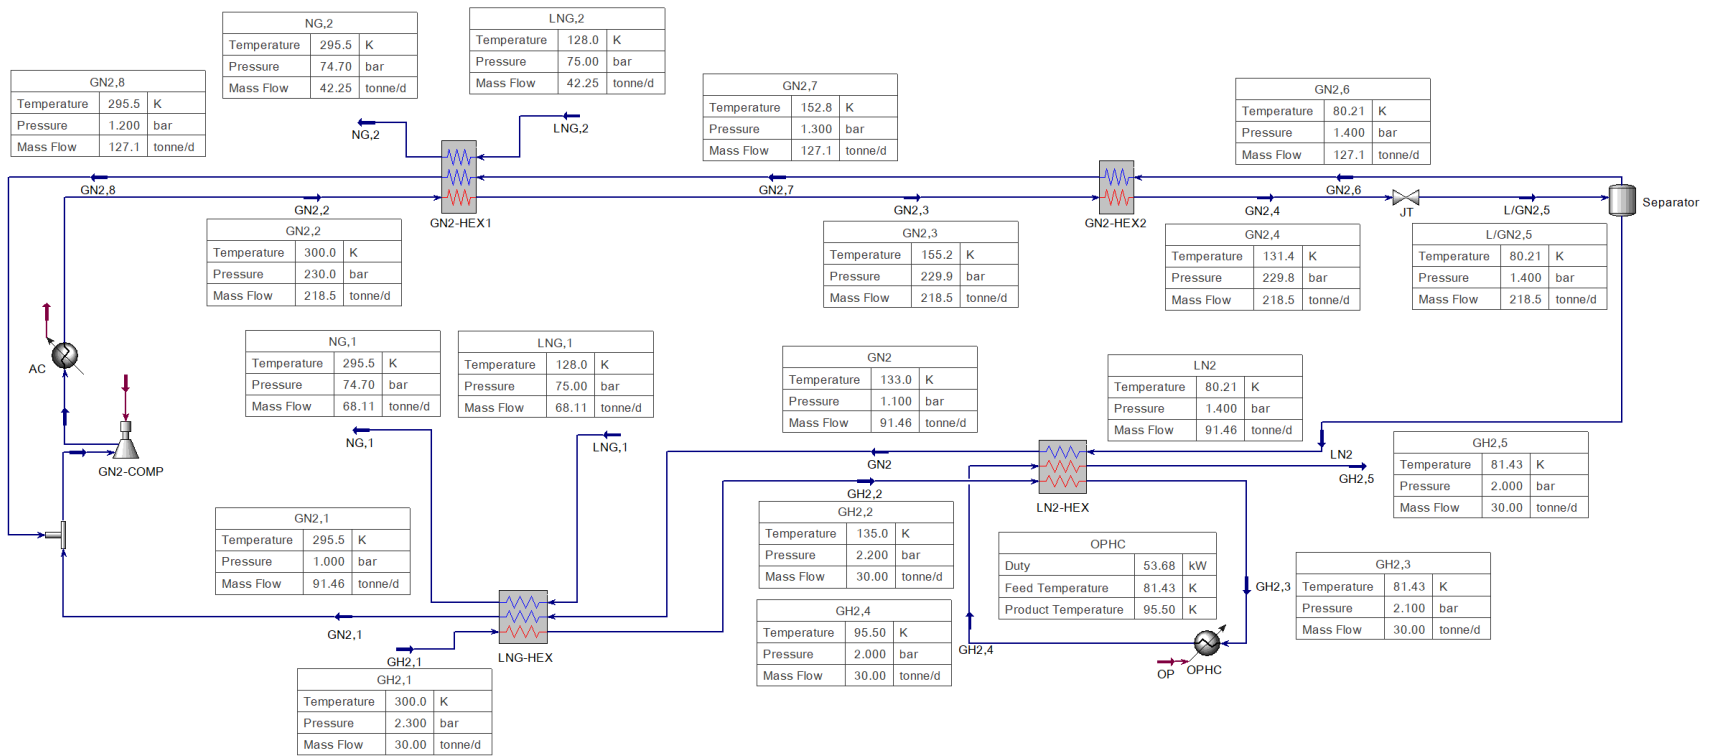 NG,2
Temperature 295.5 K
Pressure 74.70 bar
Mass Flow 42.25 tonne/d
LNG,2
Temperature 128.0 K
Pressure 75.00 bar
Mass Flow 42.25 tonne/d
GN2,8
Temperature 295.5 K
Pressure 1.200 bar
Mass Flow 127.1 tonne/d
GN2,7
Temperature 152.8 K
Pressure 1.300 bar
Mass Flow 127.1 tonne/d
GN2,6
Temperature 80.21 K
Pressure 1.400 bar
Mass Flow 127.1 tonne/d
NG,2
LNG,2
GN2,8
GN2,7
GN2,6
GN2,2
GN2-HEX1
GN2,3
GN2-HEX2
GN2,4
JT
L/GN2,5
Separator
GN2,2
Temperature 300.0 K
Pressure 230.0 bar
Mass Flow 218.5 tonne/d
GN2,3
Temperature 155.2 K
Pressure 229.9 bar
Mass Flow 218.5 tonne/d
GN2,4
Temperature 131.4 K
Pressure 229.8 bar
Mass Flow 218.5 tonne/d
L/GN2,5
Temperature 80.21 K
Pressure 1.400 bar
Mass Flow 218.5 tonne/d
AC
NG,1
Temperature 295.5 K
Pressure 74.70 bar
Mass Flow 68.11 tonne/d
LNG,1
Temperature 128.0 K
Pressure 75.00 bar
Mass Flow 68.11 tonne/d
GN2
Temperature 133.0 K
Pressure 1.100 bar
Mass Flow 91.46 tonne/d
LN2
Temperature 80.21 K
Pressure 1.400 bar
Mass Flow 91.46 tonne/d
NG,1
LNG,1
GN2-COMP
GN2
LN2
GH2,5
GH2,5
Temperature 81.43 K
Pressure 2.000 bar
Mass Flow 30.00 tonne/d
GH2,2
LN2-HEX
GN2,1
Temperature 295.5 K
Pressure 1.000 bar
Mass Flow 91.46 tonne/d
GH2,2
Temperature 135.0 K
Pressure 2.200 bar
Mass Flow 30.00 tonne/d
OPHC
Duty 53.68 kW
Feed Temperature 81.43 K
Product Temperature 95.50 K
GH2,3
GH2,3
Temperature 81.43 K
Pressure 2.100 bar
Mass Flow 30.00 tonne/d
GH2,4
Temperature 95.50 K
Pressure 2.000 bar
Mass Flow 30.00 tonne/d
GN2,1
GH2,1
LNG-HEX
GH2,4
OP
OPHC
GH2,1
Temperature 300.0 K
Pressure 2.300 bar
Mass Flow 30.00 tonne/d